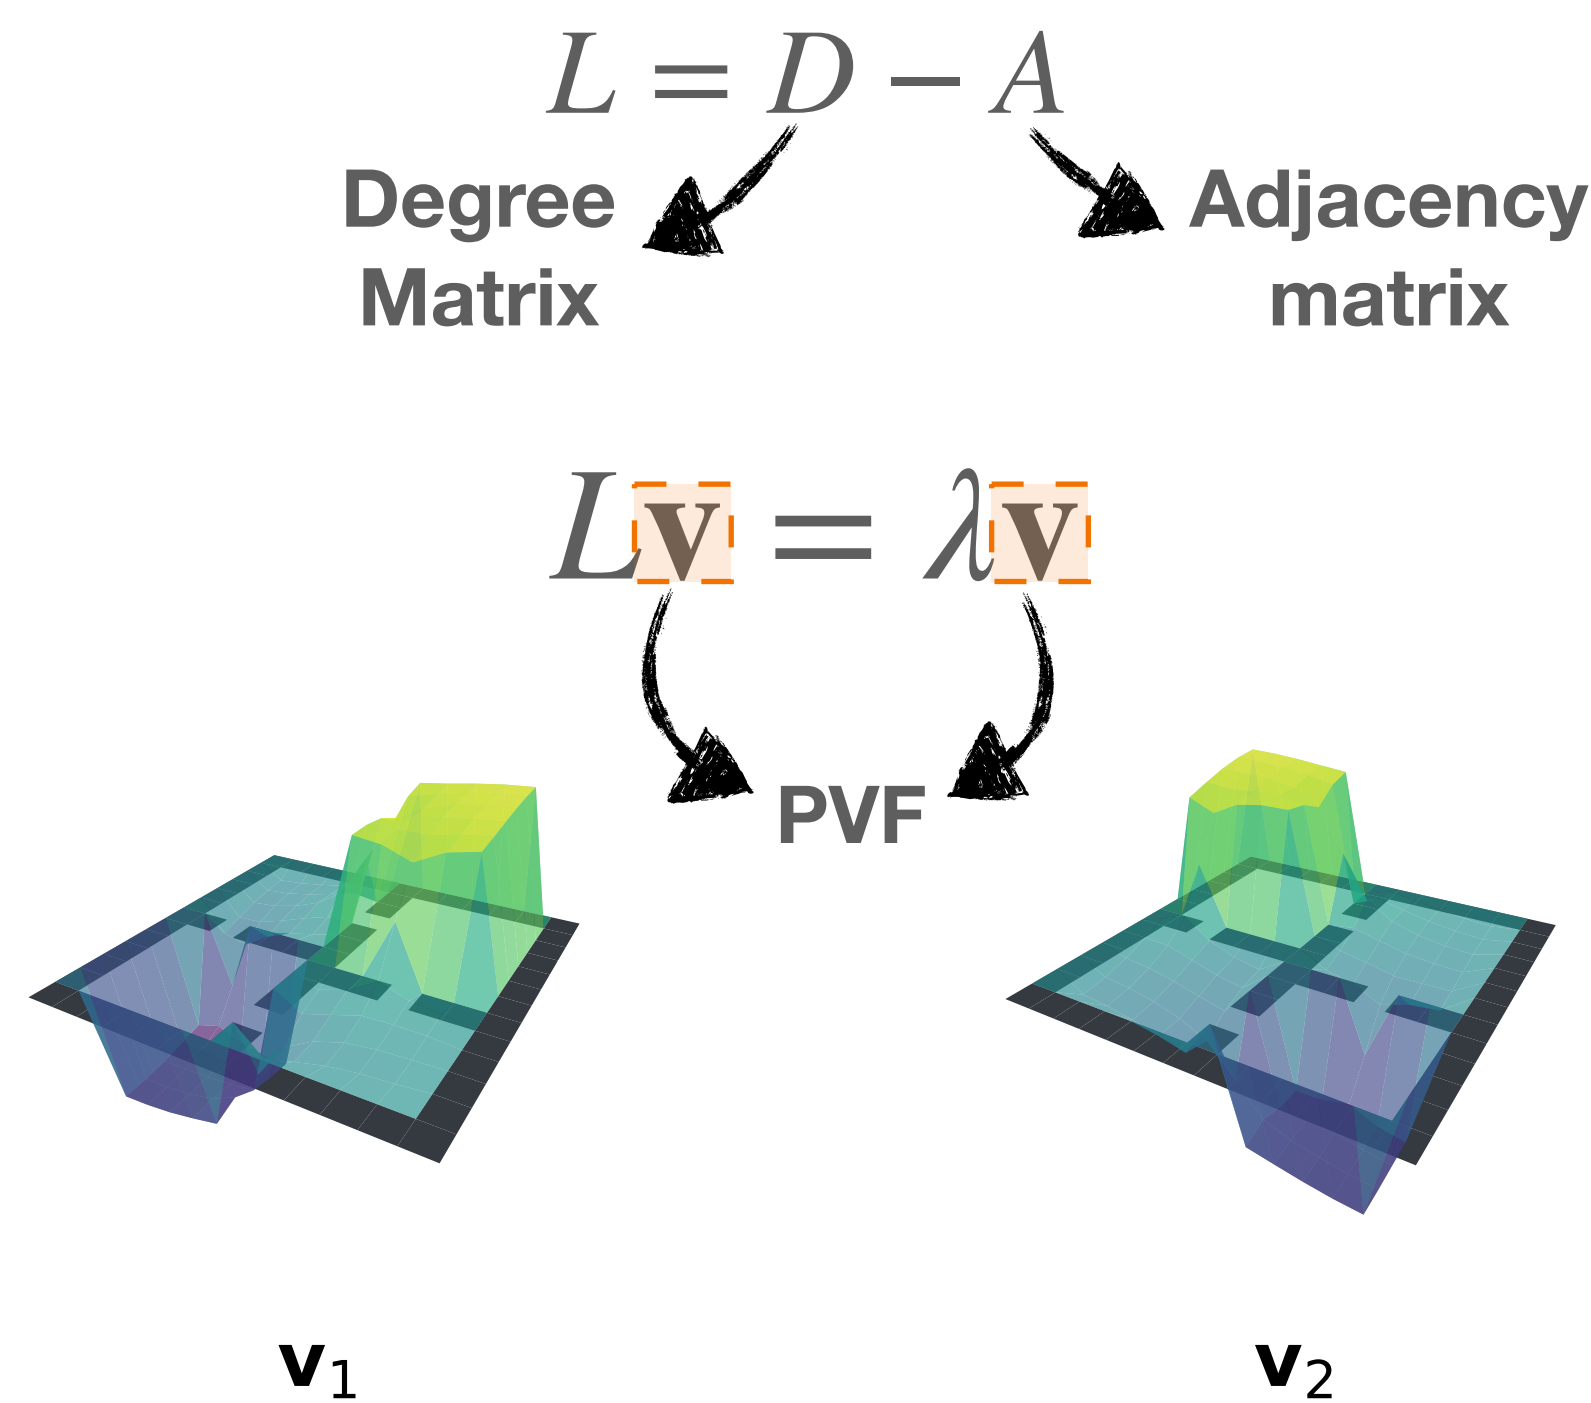 L = D − A
Degree
Matrix
Adjacency
matrix
Lv = λv
PVF
v₁
v₂